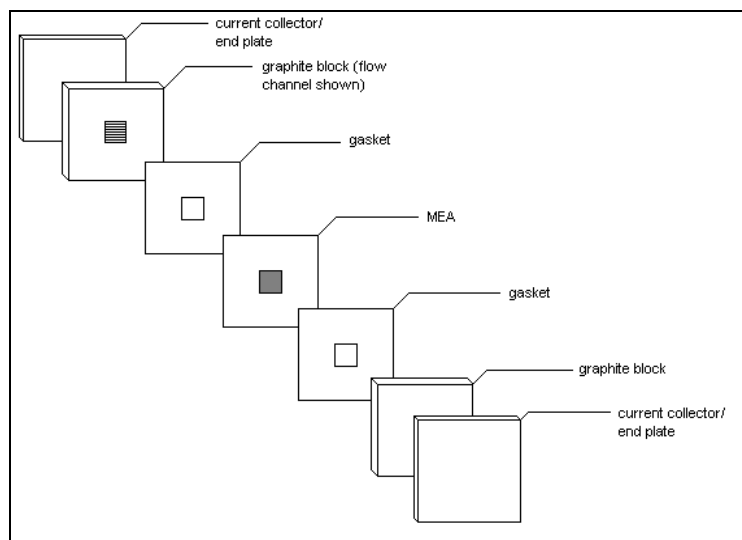 current collector/
end plate
graphite block (flow
channel shown)
gasket
MEA
gasket
graphite block
current collector/
end plate